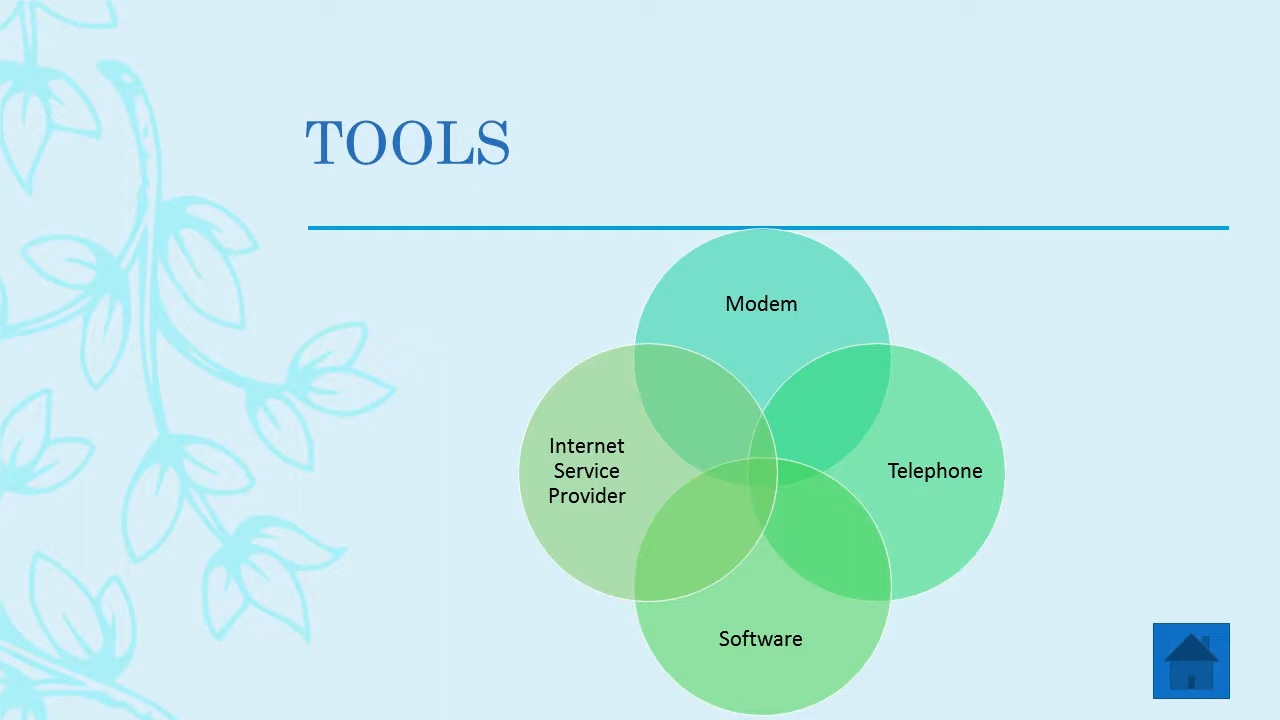 TOOLS
Modem
Internet
Service
Provider
Telephone
Software